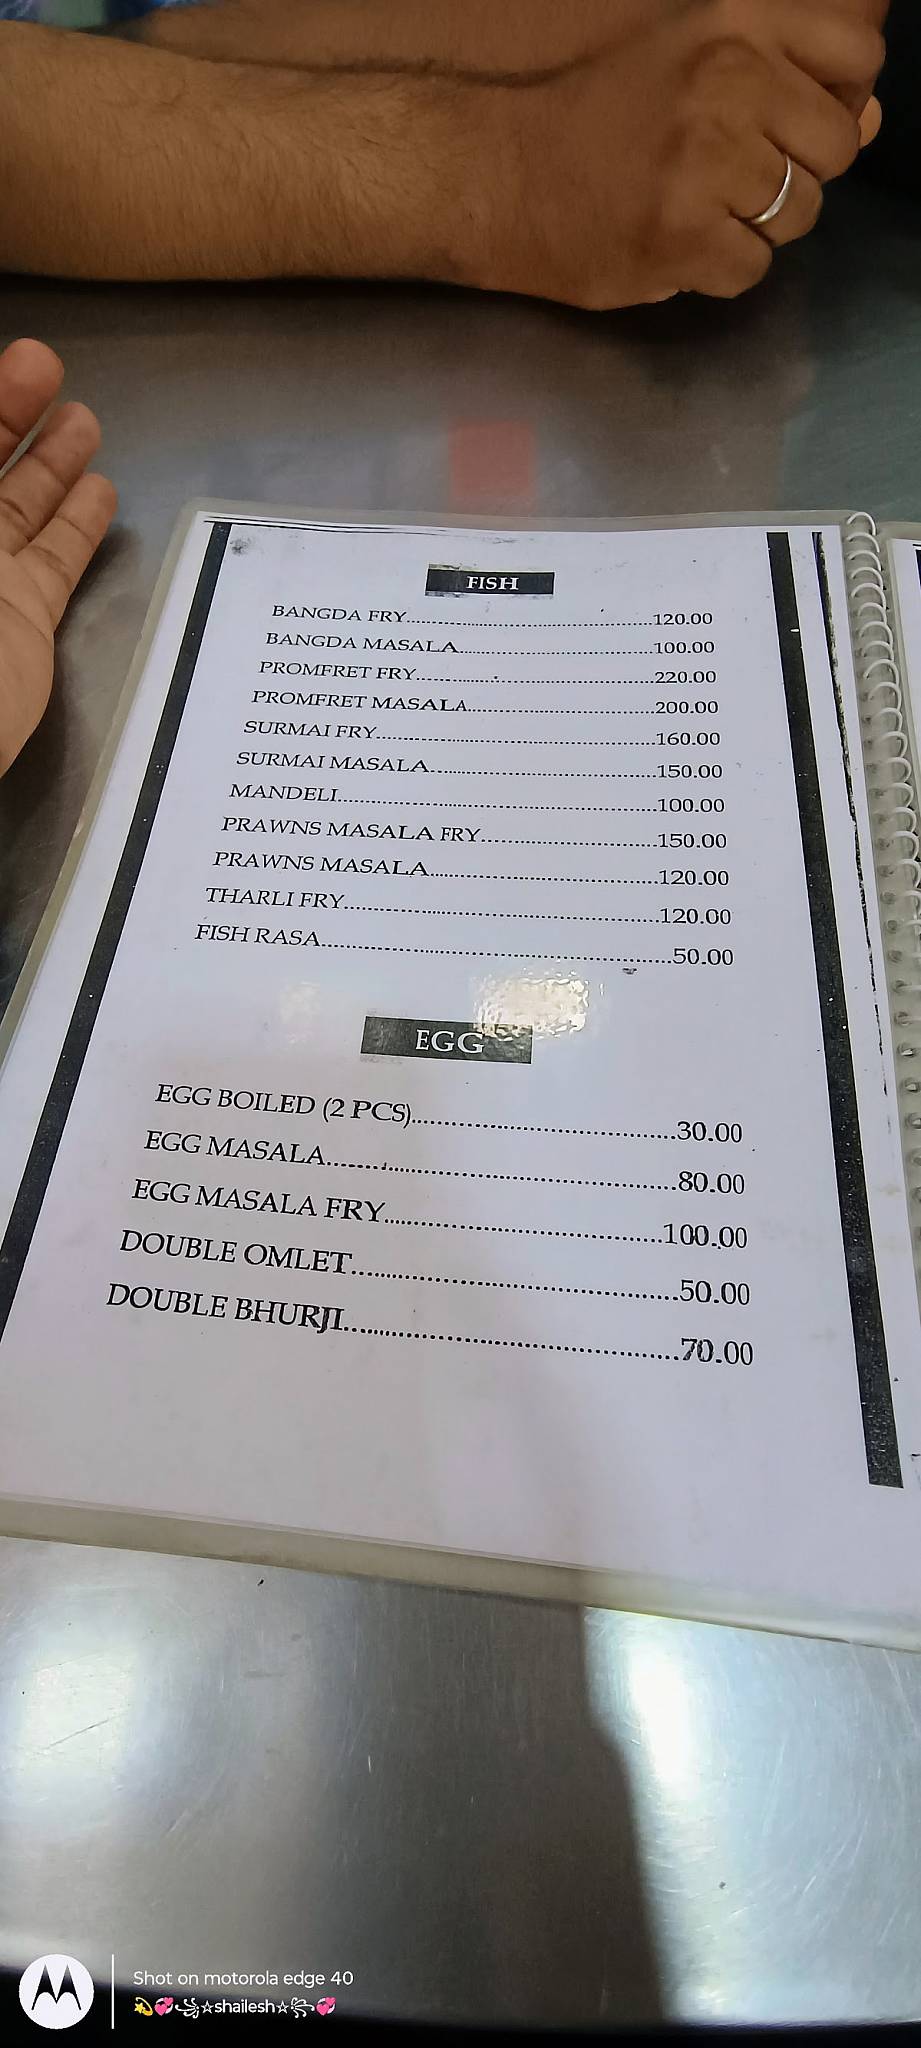 FISH
BANGDA FRY..........120.00
BANGDA MASALA..........100.00
PROMFRET FRY..........220.00
PROMFRET MASALA..........200.00
SURMAI FRY..........160.00
SURMAI MASALA..........150.00
MANDELI..........100.00
PRAWNS MASALA FRY..........150.00
PRAWNS MASALA..........120.00
THARLI FRY..........120.00
FISH RASA..........50.00
EGG
EGG BOILED (2 PCS)..........30.00
EGG MASALA..........80.00
EGG MASALA FRY..........100.00
DOUBLE OMLET..........50.00
DOUBLE BHURJI..........70.00
Shot on motorola edge 40
💫💞꧁☆shailesh☆꧂💞